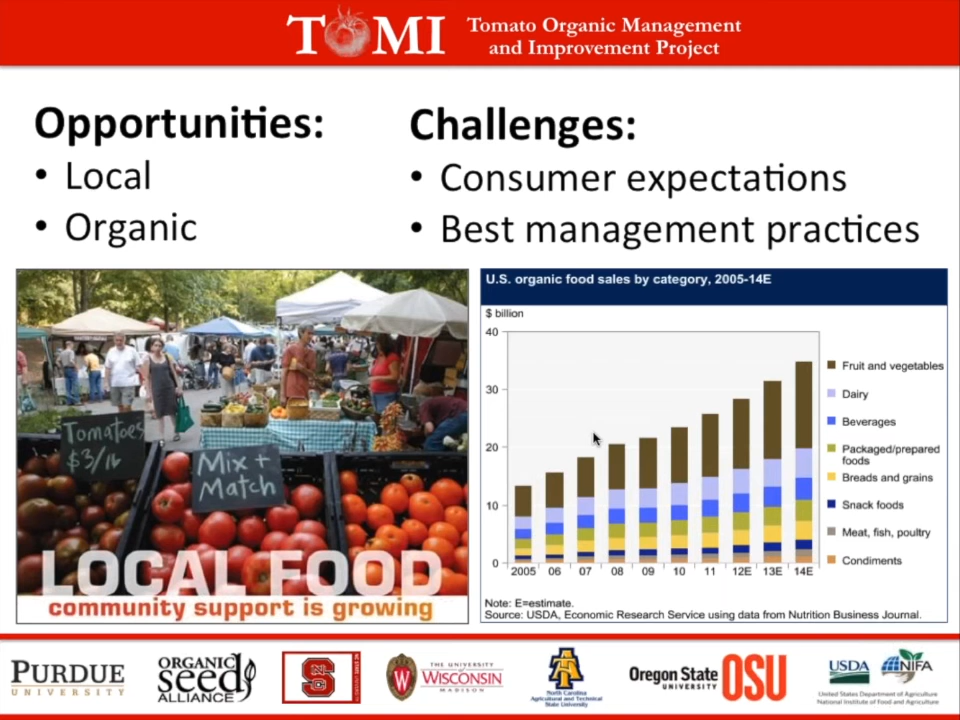 TOMI
Tomato Organic Management
and Improvement Project
Opportunities:
• Local
• Organic
Challenges:
• Consumer expectations
• Best management practices
Tomatoes
$3/lb
Mix +
Match
LOCAL FOOD
community support is growing
U.S. organic food sales by category, 2005-14E
$ billion
40
30
20
10
0
2005 06 07 08 09 10 11 12E 13E 14E
Fruit and vegetables
Dairy
Beverages
Packaged/prepared
foods
Breads and grains
Snack foods
Meat, fish, poultry
Condiments
Note: E=estimate.
Source: USDA, Economic Research Service using data from Nutrition Business Journal.
PURDUE
UNIVERSITY
ORGANIC
seed
ALLIANCE
NC STATE UNIVERSITY
S
W
THE UNIVERSITY
of
WISCONSIN
MADISON
North Carolina
Agricultural and Technical
State University
Oregon State
UNIVERSITY
OSU
USDA
NIFA
United States Department of Agriculture
National Institute of Food and Agriculture